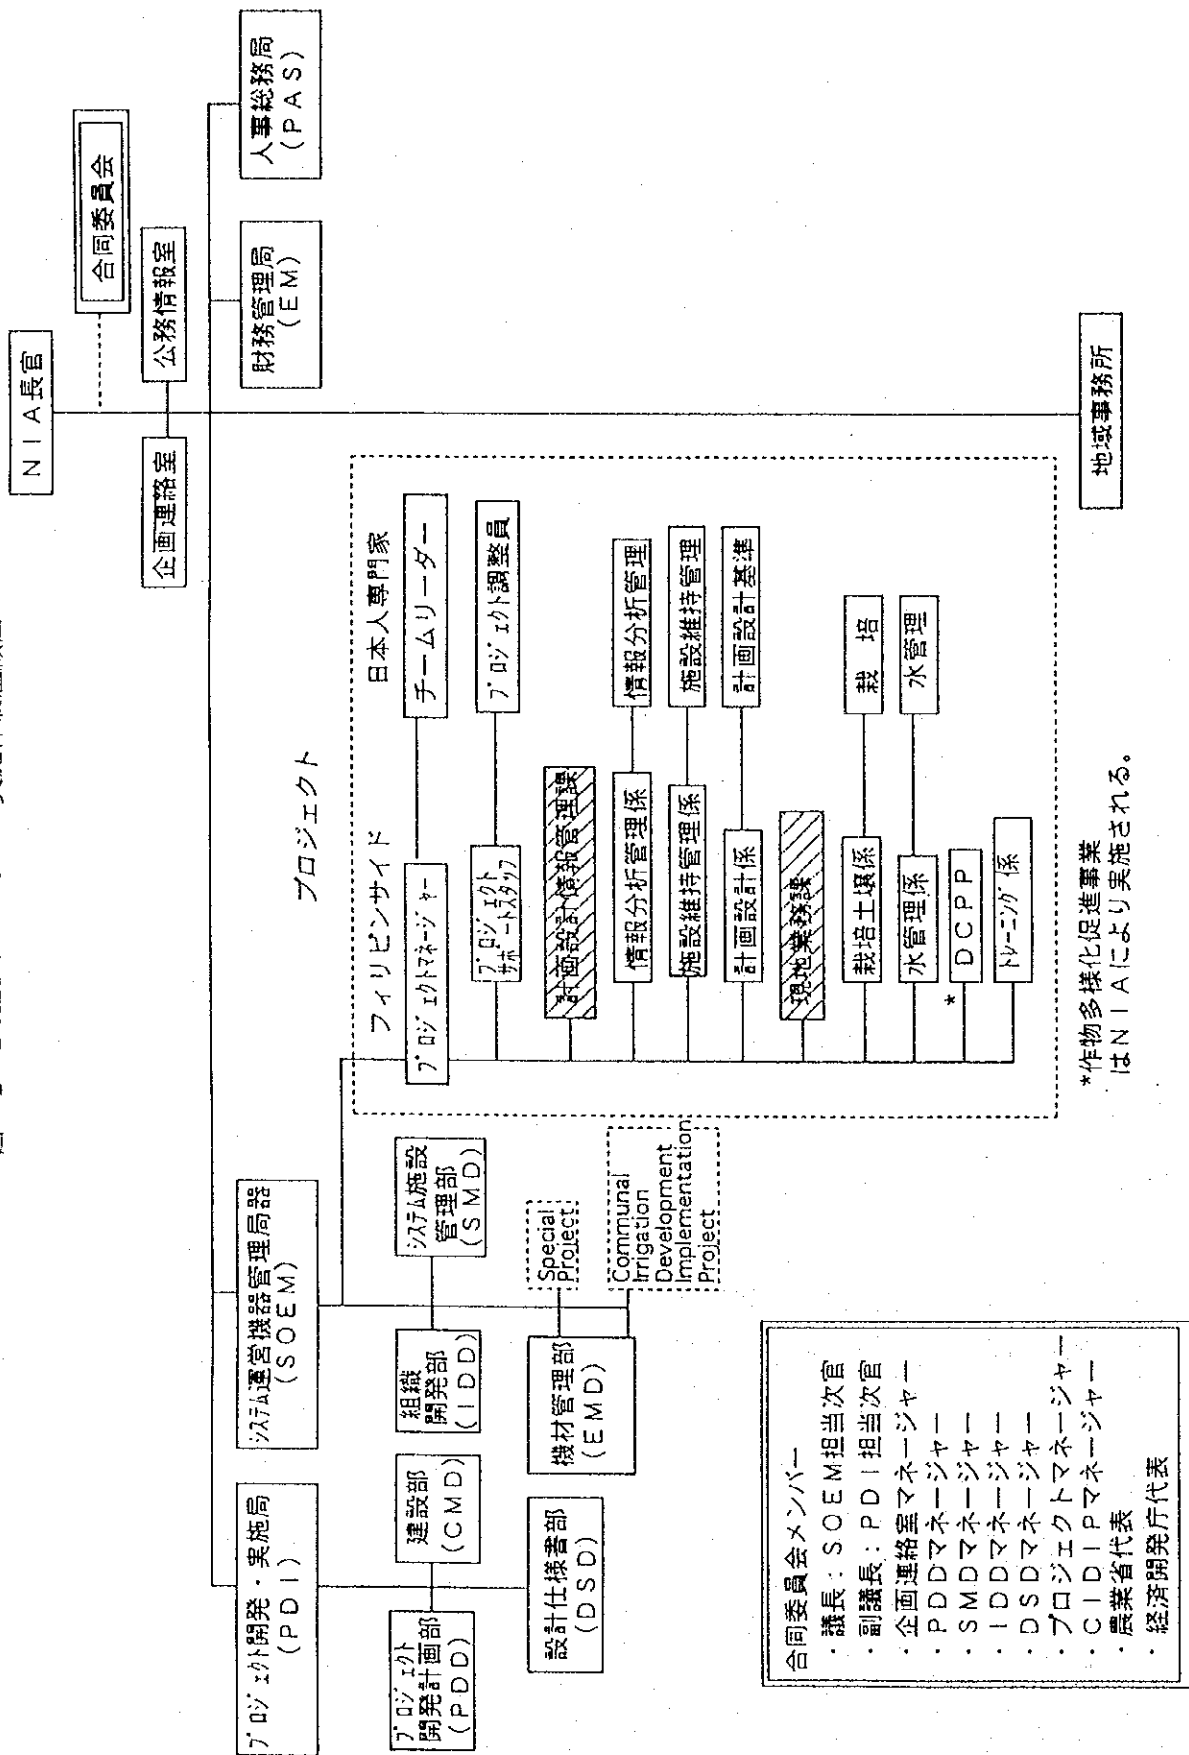 NIA長官
合同委員会
企画連絡室
公務情報室
プロジェクト開発・実施局
(PDI)
システム運営機器管理局器
(SOEM)
財務管理局
(EM)
人事総務局
(PAS)
プロジェクト
開発計画部
(PDD)
建設部
(CMD)
設計仕様書部
(DSD)
組織
開発部
(IDD)
システム施設
管理部
(SMD)
機材管理部
(EMD)
Special
Project
Communal
Irrigation
Development
Implementation
Project
プロジェクト
フィリピンサイド
日本人専門家
プロジェクトマネージャー
チームリーダー
プロジェクト
サポートスタッフ
プロジェクト調整員
計画設計情報管理課
情報分析管理係
情報分析管理
施設維持管理係
施設維持管理
計画設計係
計画設計基準
現地業務課
栽培土壌係
栽 培
水管理係
水管理
*
DCPP
トレーニング係
地域事務所
*作物多様化促進事業
はNIAにより実施される。
合同委員会メンバー
・議長:SOEM担当次官
・副議長:PDI担当次官
・企画連絡室マネージャー
・PDDマネージャー
・SMDマネージャー
・IDDマネージャー
・DSDマネージャー
・プロジェクトマネージャー
・CIDIPマネージャー
・農業省代表
・経済開発庁代表